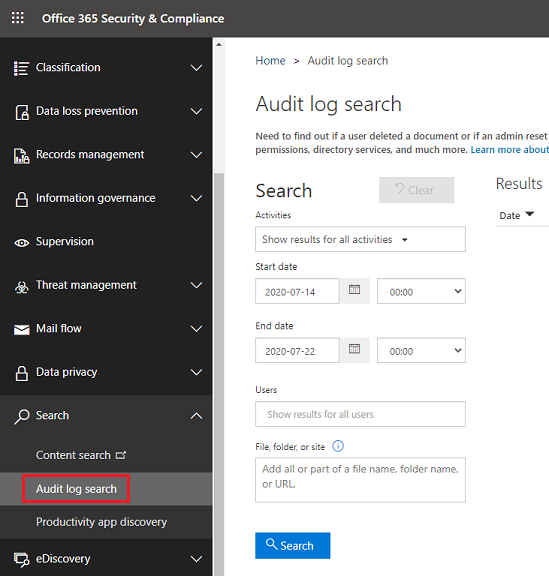 Office 365 Security & Compliance
Classification
Data loss prevention
Records management
Information governance
Supervision
Threat management
Mail flow
Data privacy
Search
Content search
Audit log search
Productivity app discovery
eDiscovery
Home > Audit log search
Audit log search
Need to find out if a user deleted a document or if an admin reset
permissions, directory services, and much more. Learn more about
Search
Clear
Activities
Show results for all activities
Start date
2020-07-14 00:00
End date
2020-07-22 00:00
Users
Show results for all users
File, folder, or site
Add all or part of a file name, folder name,
or URL.
Search
Results
Date